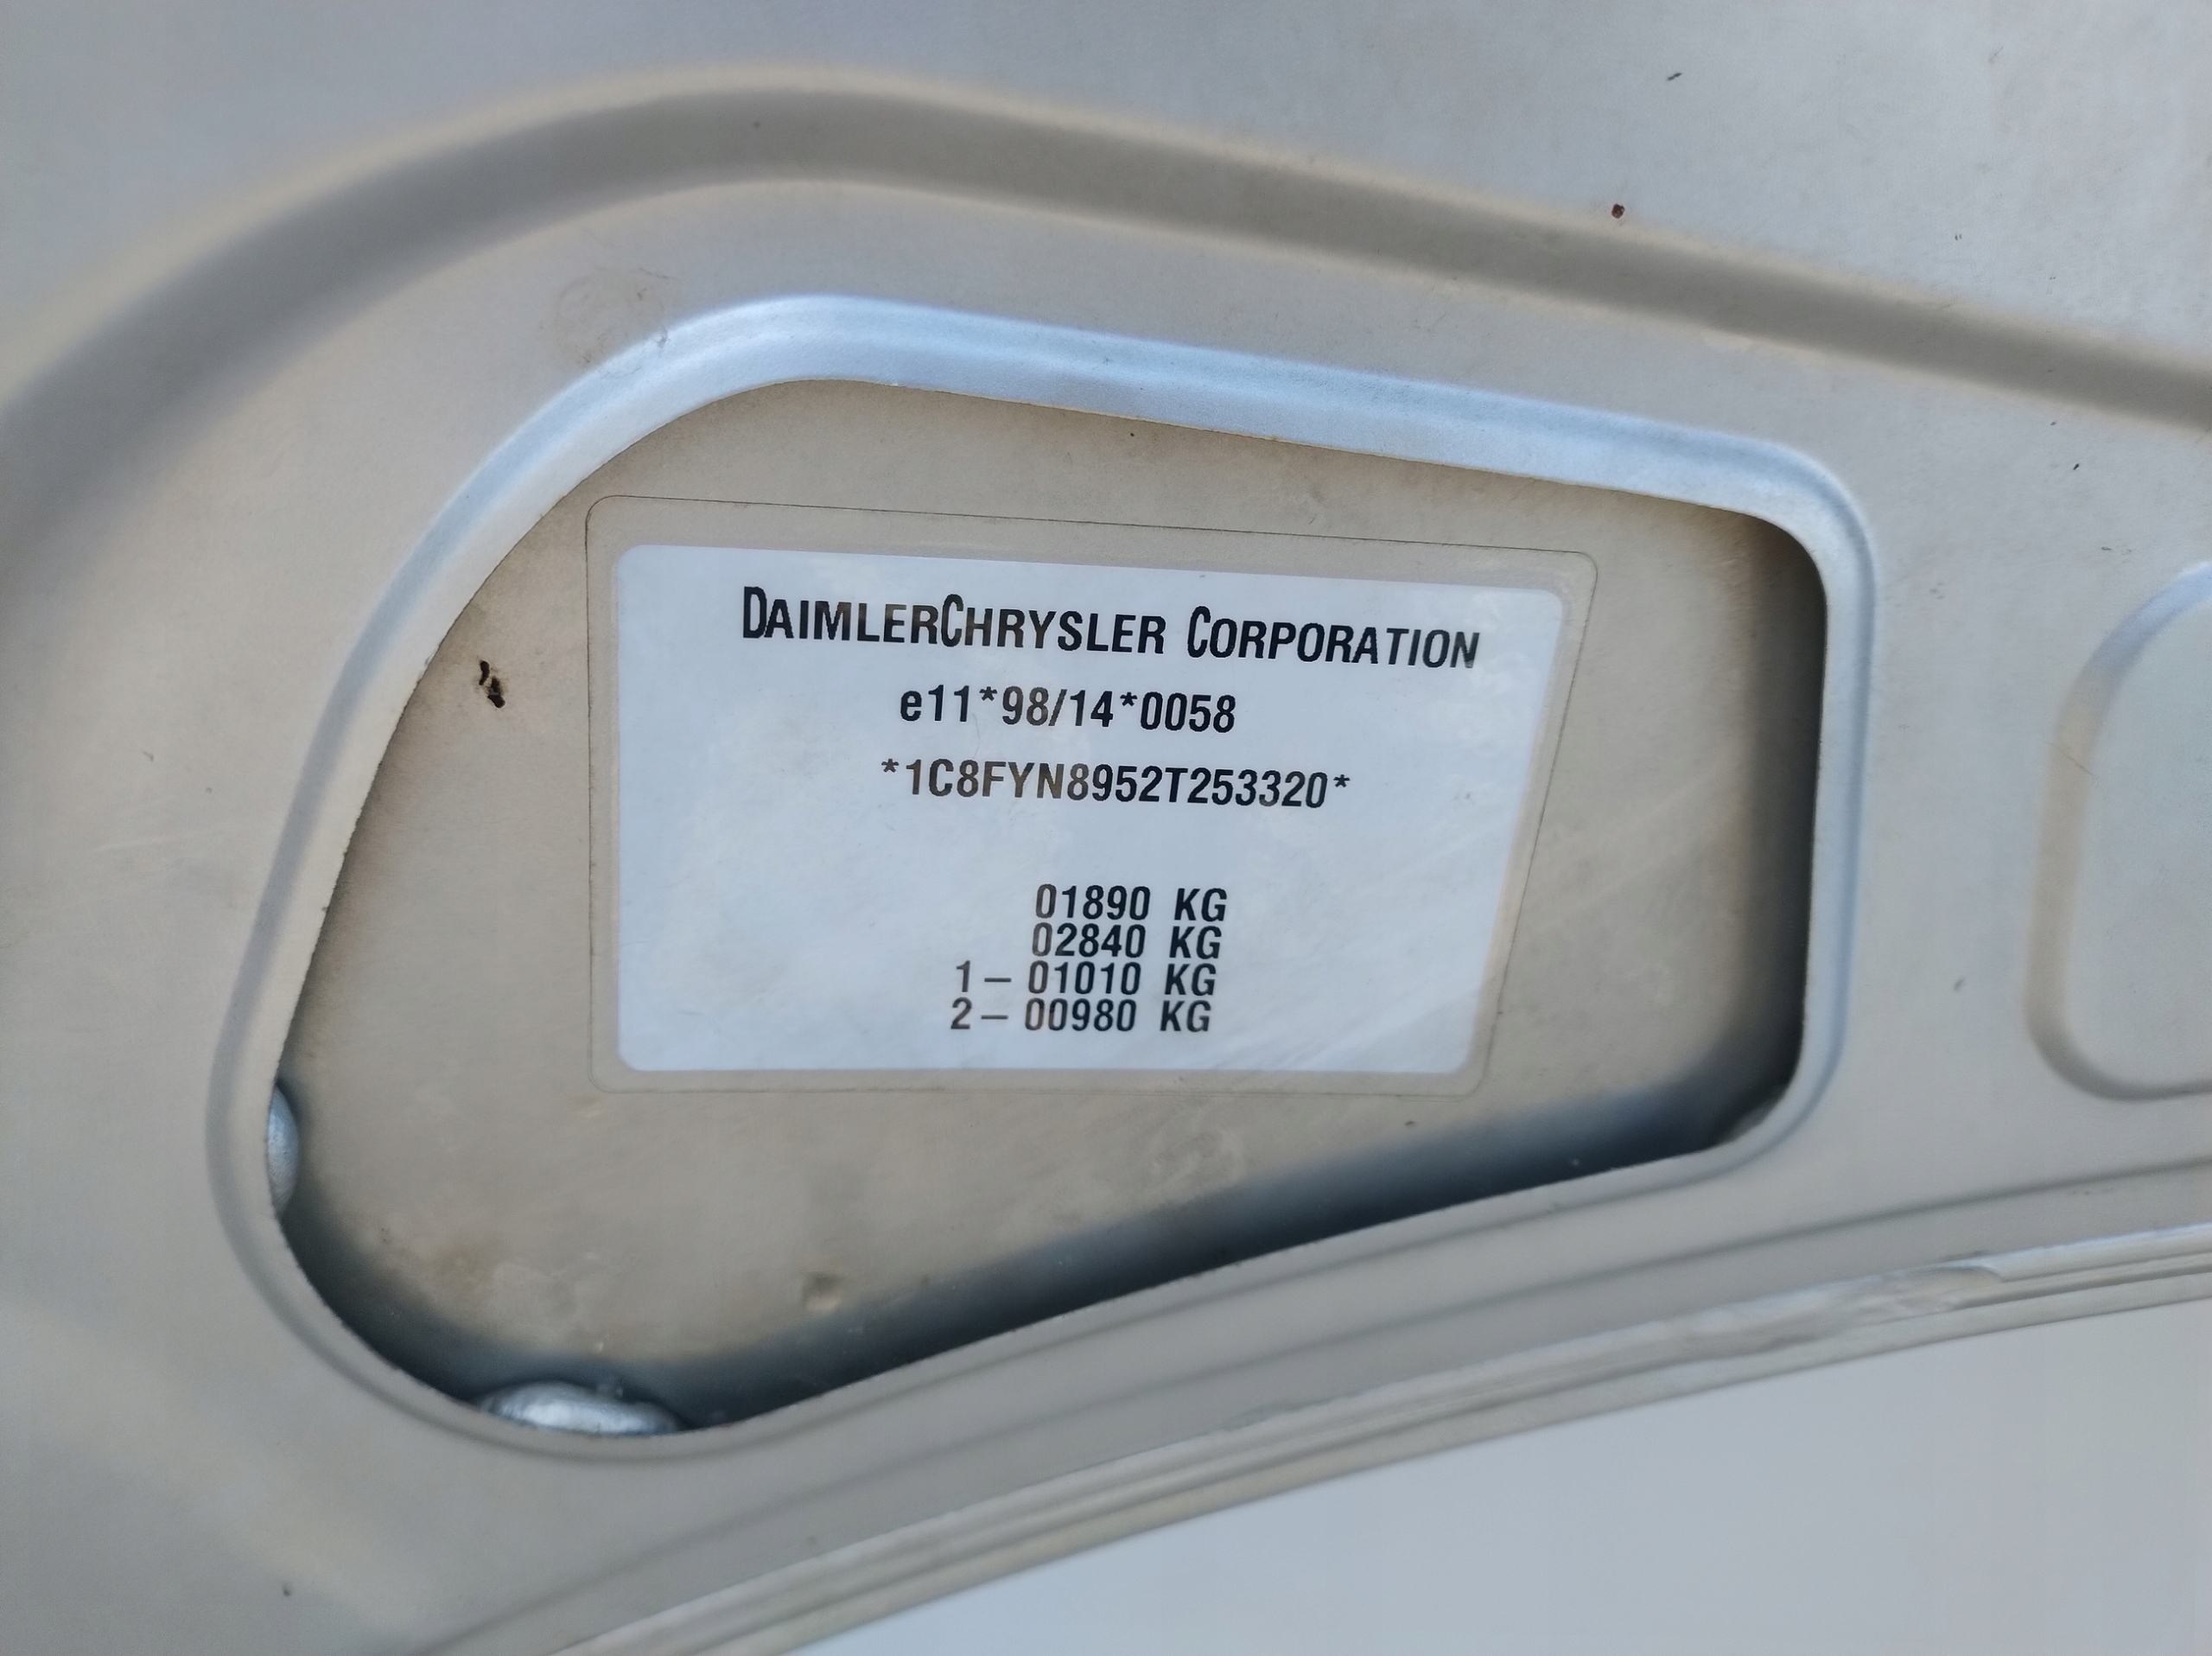 DAIMLERCHRYSLER CORPORATION
e11*98/14*0058
*1C8FYN8952T253320*
01890 KG
02840 KG
1– 01010 KG
2– 00980 KG